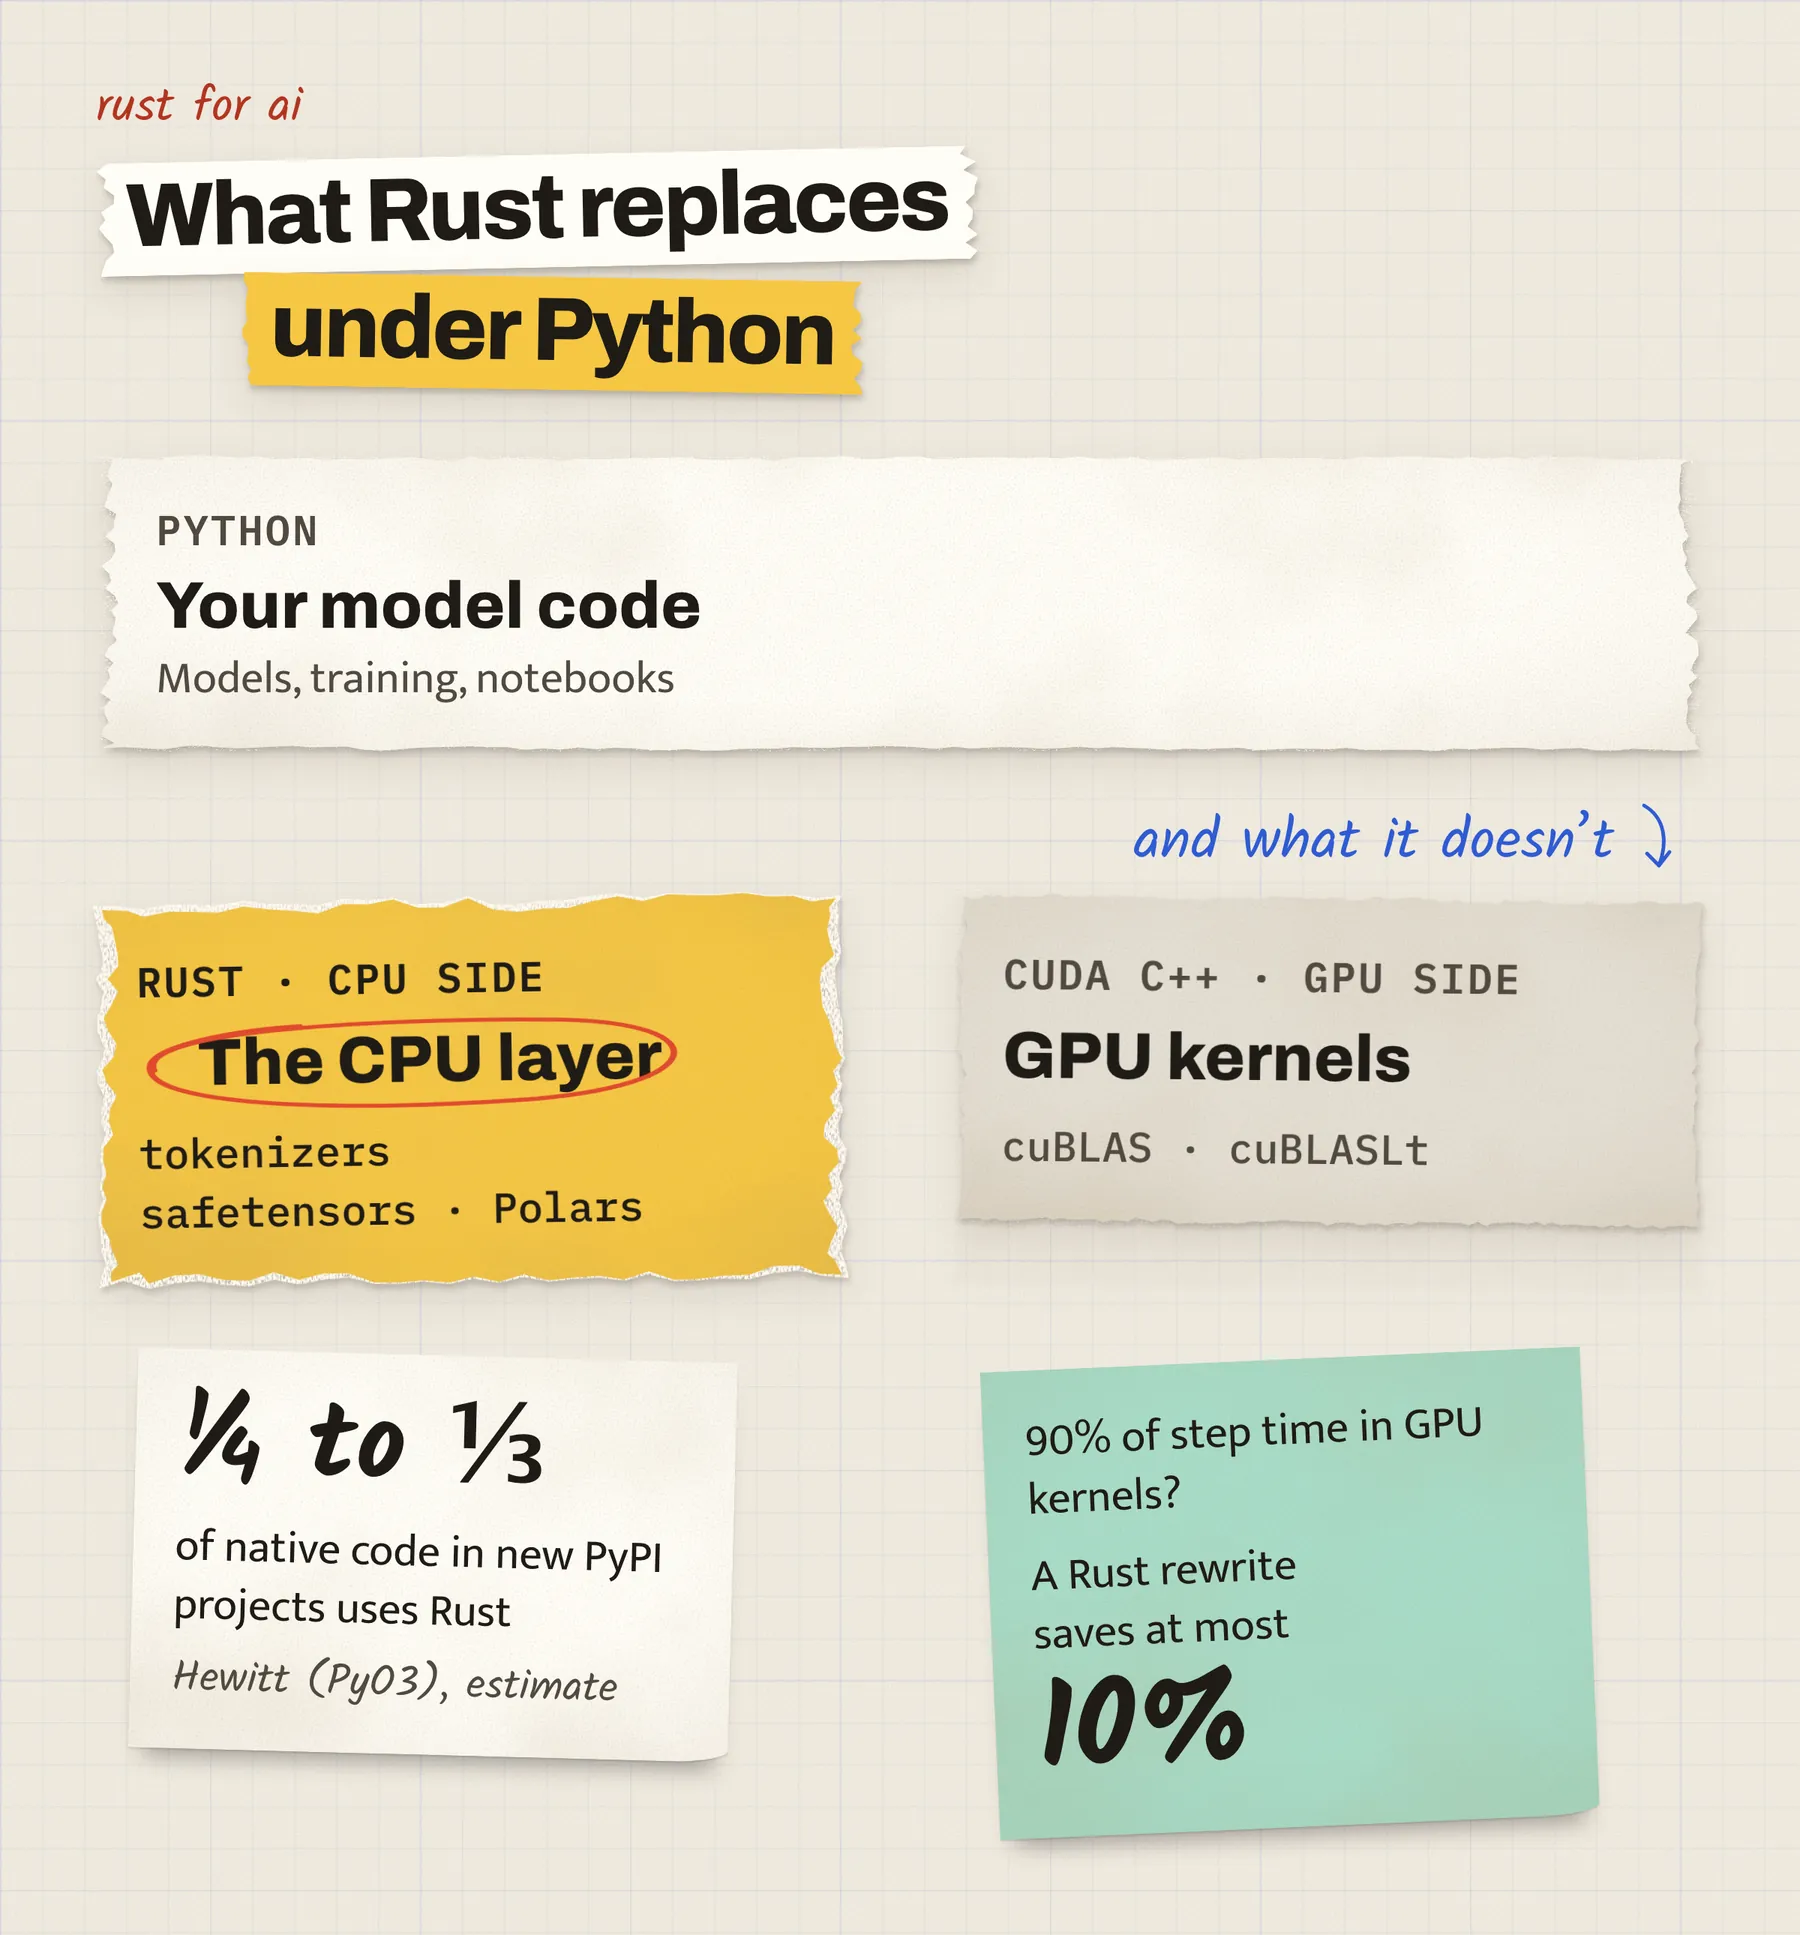 rust for ai
What Rust replaces
under Python
PYTHON
Your model code
Models, training, notebooks
and what it doesn’t
RUST · CPU SIDE
The CPU layer
tokenizers
safetensors · Polars
CUDA C++ · GPU SIDE
GPU kernels
cuBLAS · cuBLASLt
¼ to ⅓
of native code in new PyPI
projects uses Rust
Hewitt (PyO3), estimate
90% of step time in GPU
kernels?
A Rust rewrite
saves at most
10%